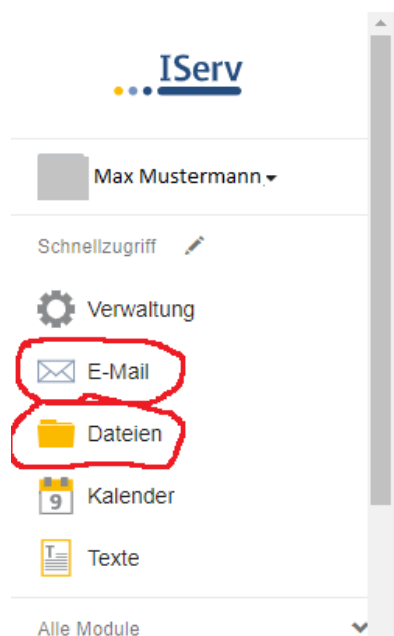 IServ
Max Mustermann
Schnellzugriff
Verwaltung
E-Mail
Dateien
9 Kalender
T Texte
Alle Module